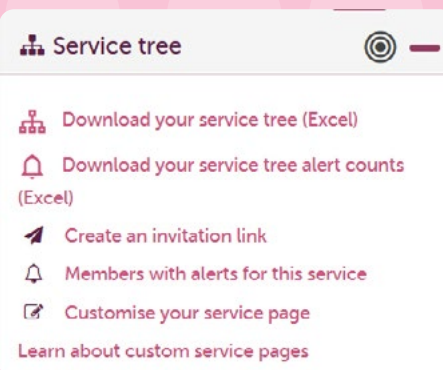 Service tree
Download your service tree (Excel)
Download your service tree alert counts
(Excel)
Create an invitation link
Members with alerts for this service
Customise your service page
Learn about custom service pages